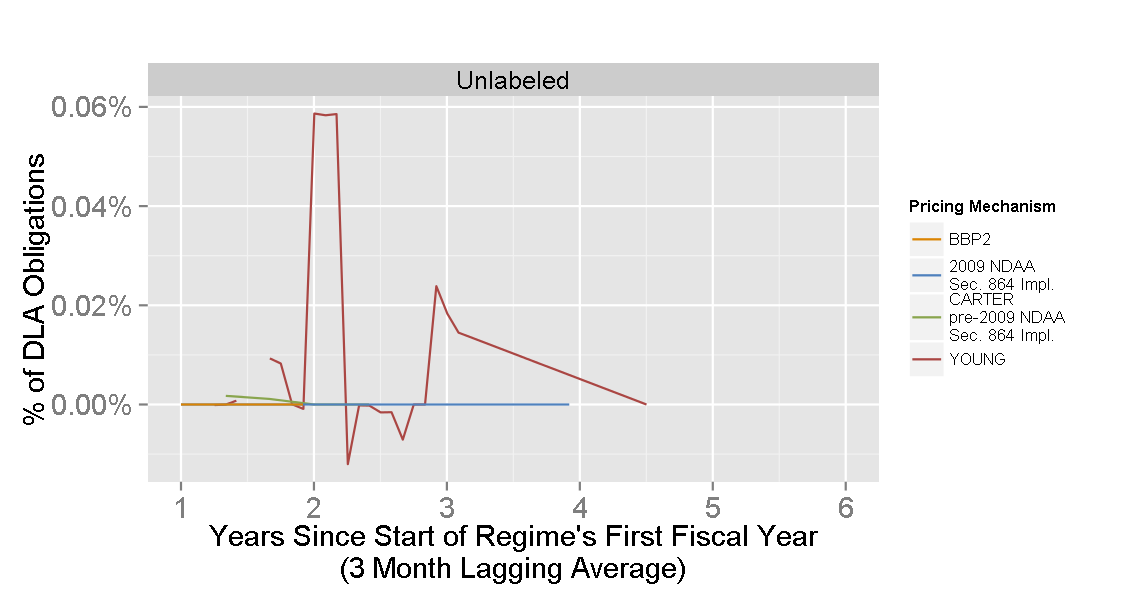 Unlabeled
0.06%
0.04%
0.02%
0.00%
% of DLA Obligations
1 2 3 4 5 6
Years Since Start of Regime's First Fiscal Year
(3 Month Lagging Average)
Pricing Mechanism
BBP2
2009 NDAA
Sec. 864 Impl.
CARTER
pre-2009 NDAA
Sec. 864 Impl.
YOUNG